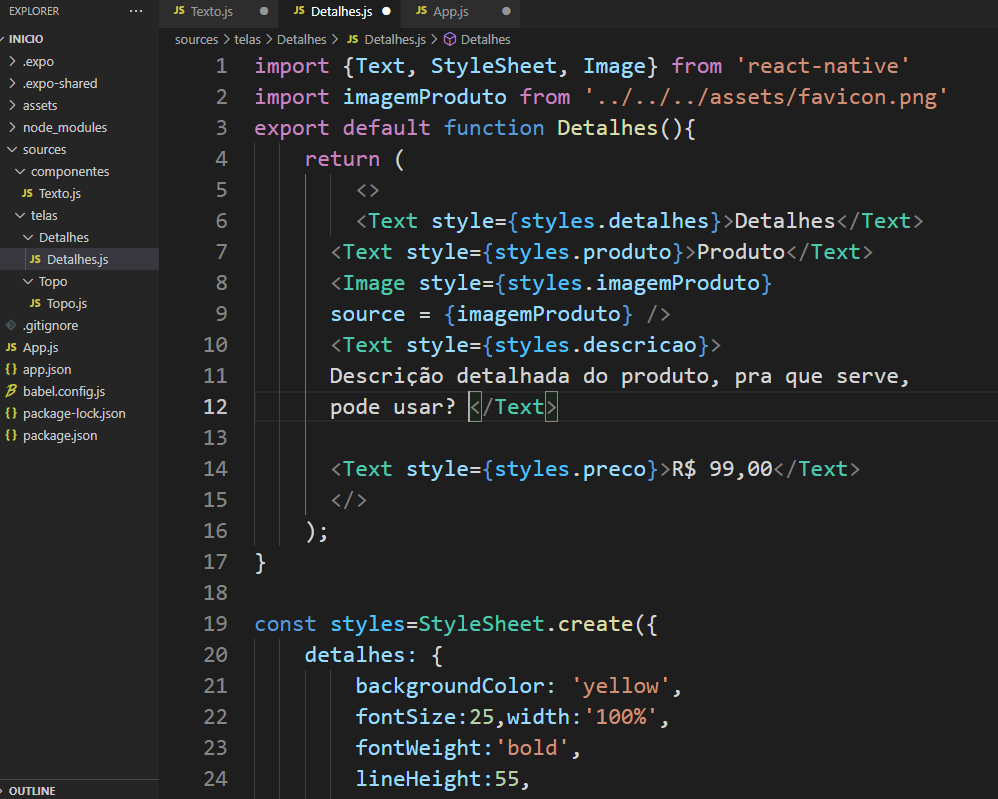 EXPLORER
INICIO
.expo
.expo-shared
assets
node_modules
sources
componentes
JS Texto.js
telas
Detalhes
JS Detalhes.js
Topo
JS Topo.js
.gitignore
JS App.js
{} app.json
babel.config.js
{} package-lock.json
{} package.json
OUTLINE
JS Texto.js JS Detalhes.js JS App.js
sources > telas > Detalhes > JS Detalhes.js > Detalhes
1 import {Text, StyleSheet, Image} from 'react-native'
2 import imagemProduto from '../../../assets/favicon.png'
3 export default function Detalhes(){
4 return (
5 <>
6 <Text style={styles.detalhes}>Detalhes</Text>
7 <Text style={styles.produto}>Produto</Text>
8 <Image style={styles.imagemProduto}
9 source = {imagemProduto} />
10 <Text style={styles.descricao}>
11 Descrição detalhada do produto, pra que serve,
12 pode usar? </Text>
13
14 <Text style={styles.preco}>R$ 99,00</Text>
15 </>
16 );
17 }
18
19 const styles=StyleSheet.create({
20 detalhes: {
21 backgroundColor: 'yellow',
22 fontSize:25,width:'100%',
23 fontWeight:'bold',
24 lineHeight:55,